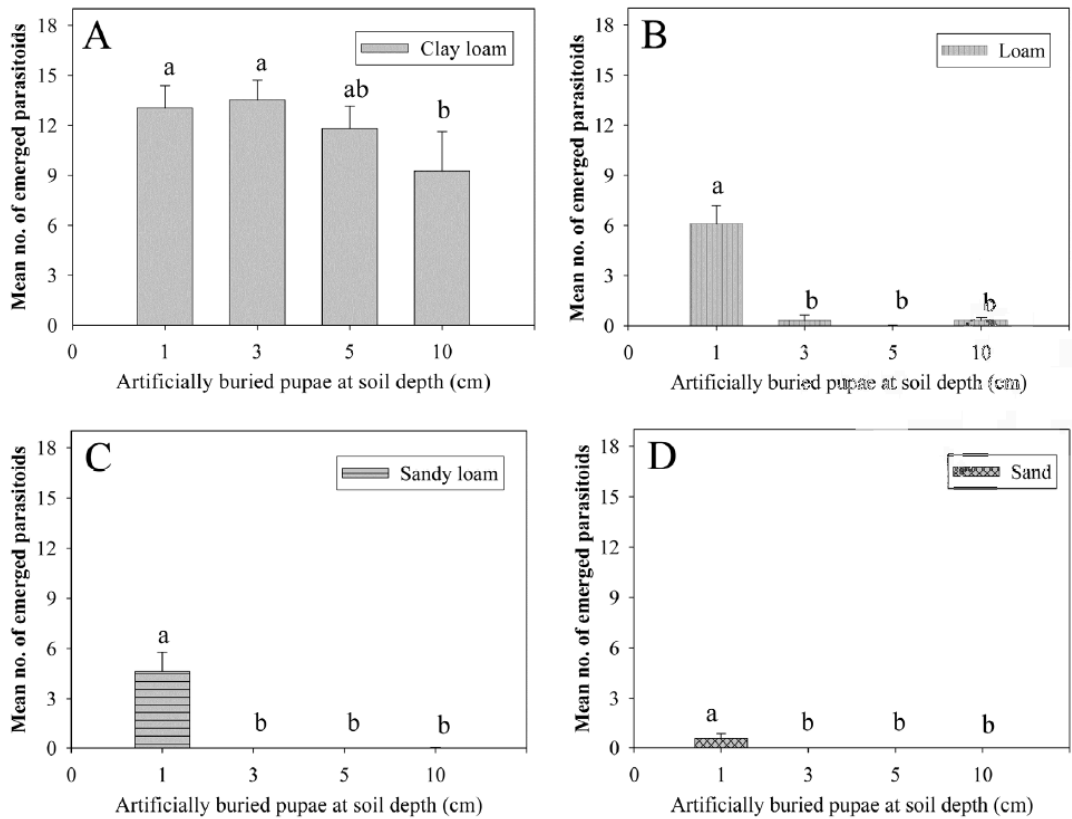 A
Clay loam
Mean no. of emerged parasitoids
18
15
12
9
6
3
0
a
a
ab
b
0 1 3 5 10
Artificially buried pupae at soil depth (cm)
B
Loam
Mean no. of emerged parasitoids
18
15
12
9
6
3
0
a
b
b
b
0 1 3 5 10
Artificially buried pupae at soil depth (cm)
C
Sandy loam
Mean no. of emerged parasitoids
18
15
12
9
6
3
0
a
b
b
b
0 1 3 5 10
Artificially buried pupae at soil depth (cm)
D
Sand
Mean no. of emerged parasitoids
18
15
12
9
6
3
0
a
b
b
b
0 1 3 5 10
Artificially buried pupae at soil depth (cm)